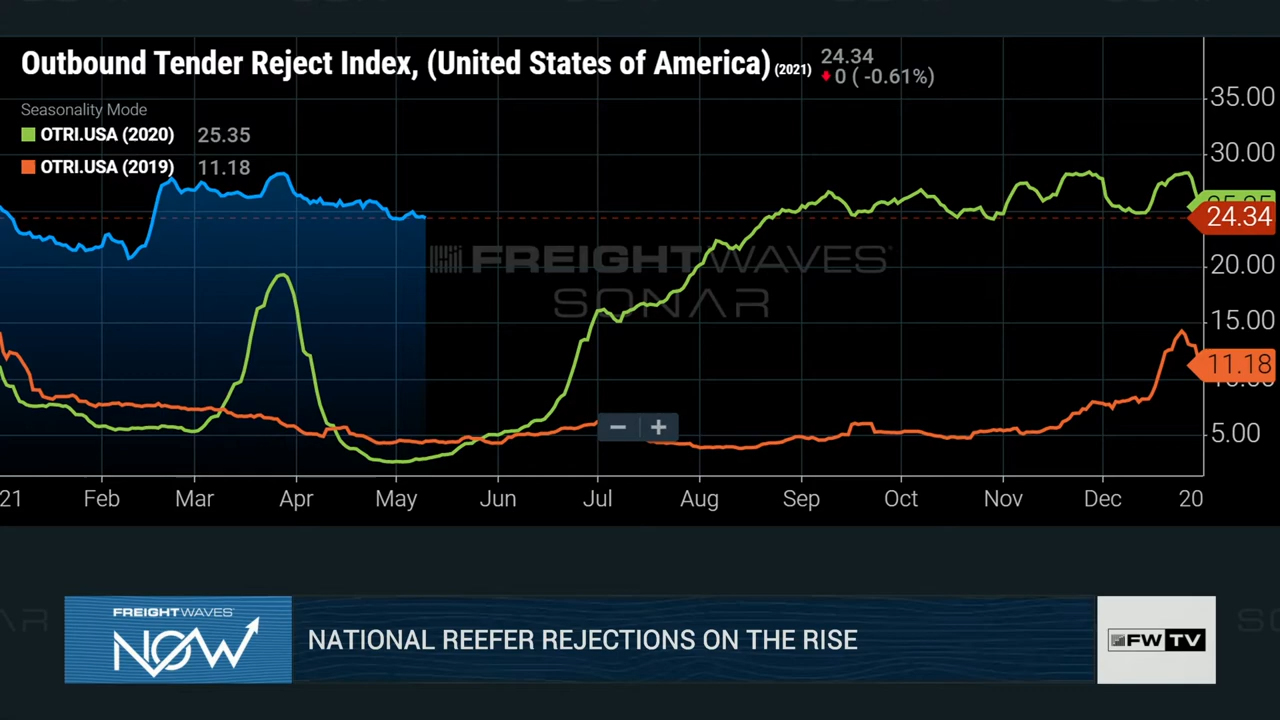 Outbound Tender Reject Index, (United States of America) (2021)
24.34
0 ( -0.61%)
Seasonality Mode
OTRI.USA (2020) 25.35
OTRI.USA (2019) 11.18
35.00
30.00
24.34
20.00
15.00
11.18
10.00
5.00
FREIGHTWAVES
SONAR
21 Feb Mar Apr May Jun Jul Aug Sep Oct Nov Dec 20
FREIGHTWAVES
NOW
NATIONAL REEFER REJECTIONS ON THE RISE
FWTV